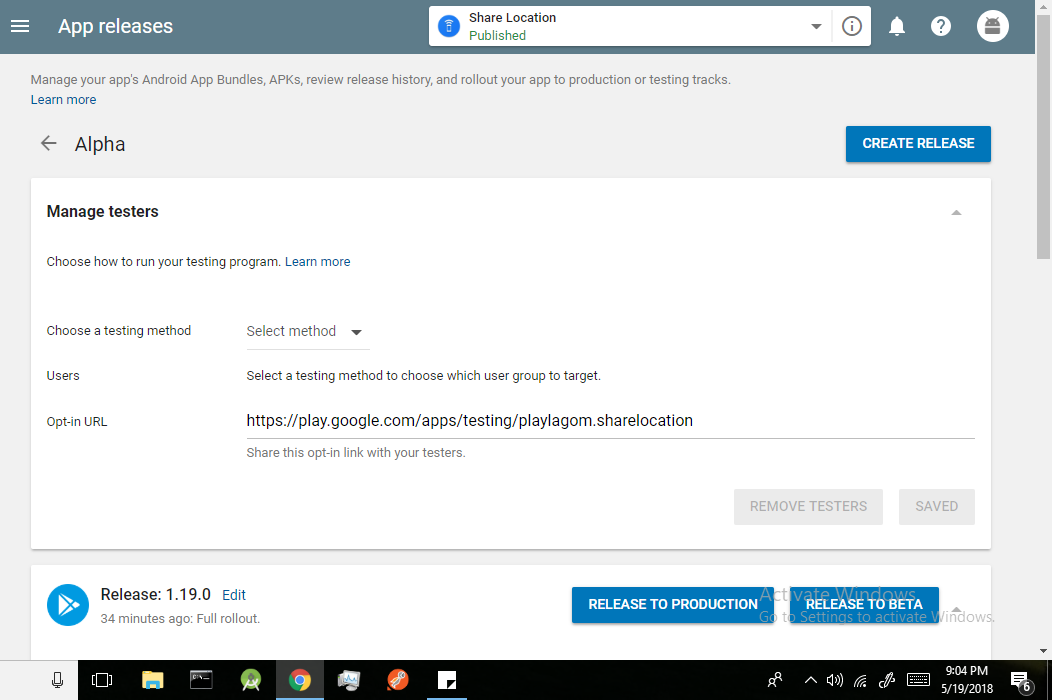 App releases
Share Location
Published
Manage your app's Android App Bundles, APKs, review release history, and rollout your app to production or testing tracks.
Learn more
Alpha
CREATE RELEASE
Manage testers
Choose how to run your testing program. Learn more
Choose a testing method
Select method
Users
Select a testing method to choose which user group to target.
Opt-in URL
https://play.google.com/apps/testing/playlagom.sharelocation
Share this opt-in link with your testers.
REMOVE TESTERS
SAVED
Release: 1.19.0 Edit
34 minutes ago: Full rollout.
RELEASE TO PRODUCTION
RELEASE TO BETA
Activate Windows
Go to Settings to activate Windows.
9:04 PM
5/19/2018
6